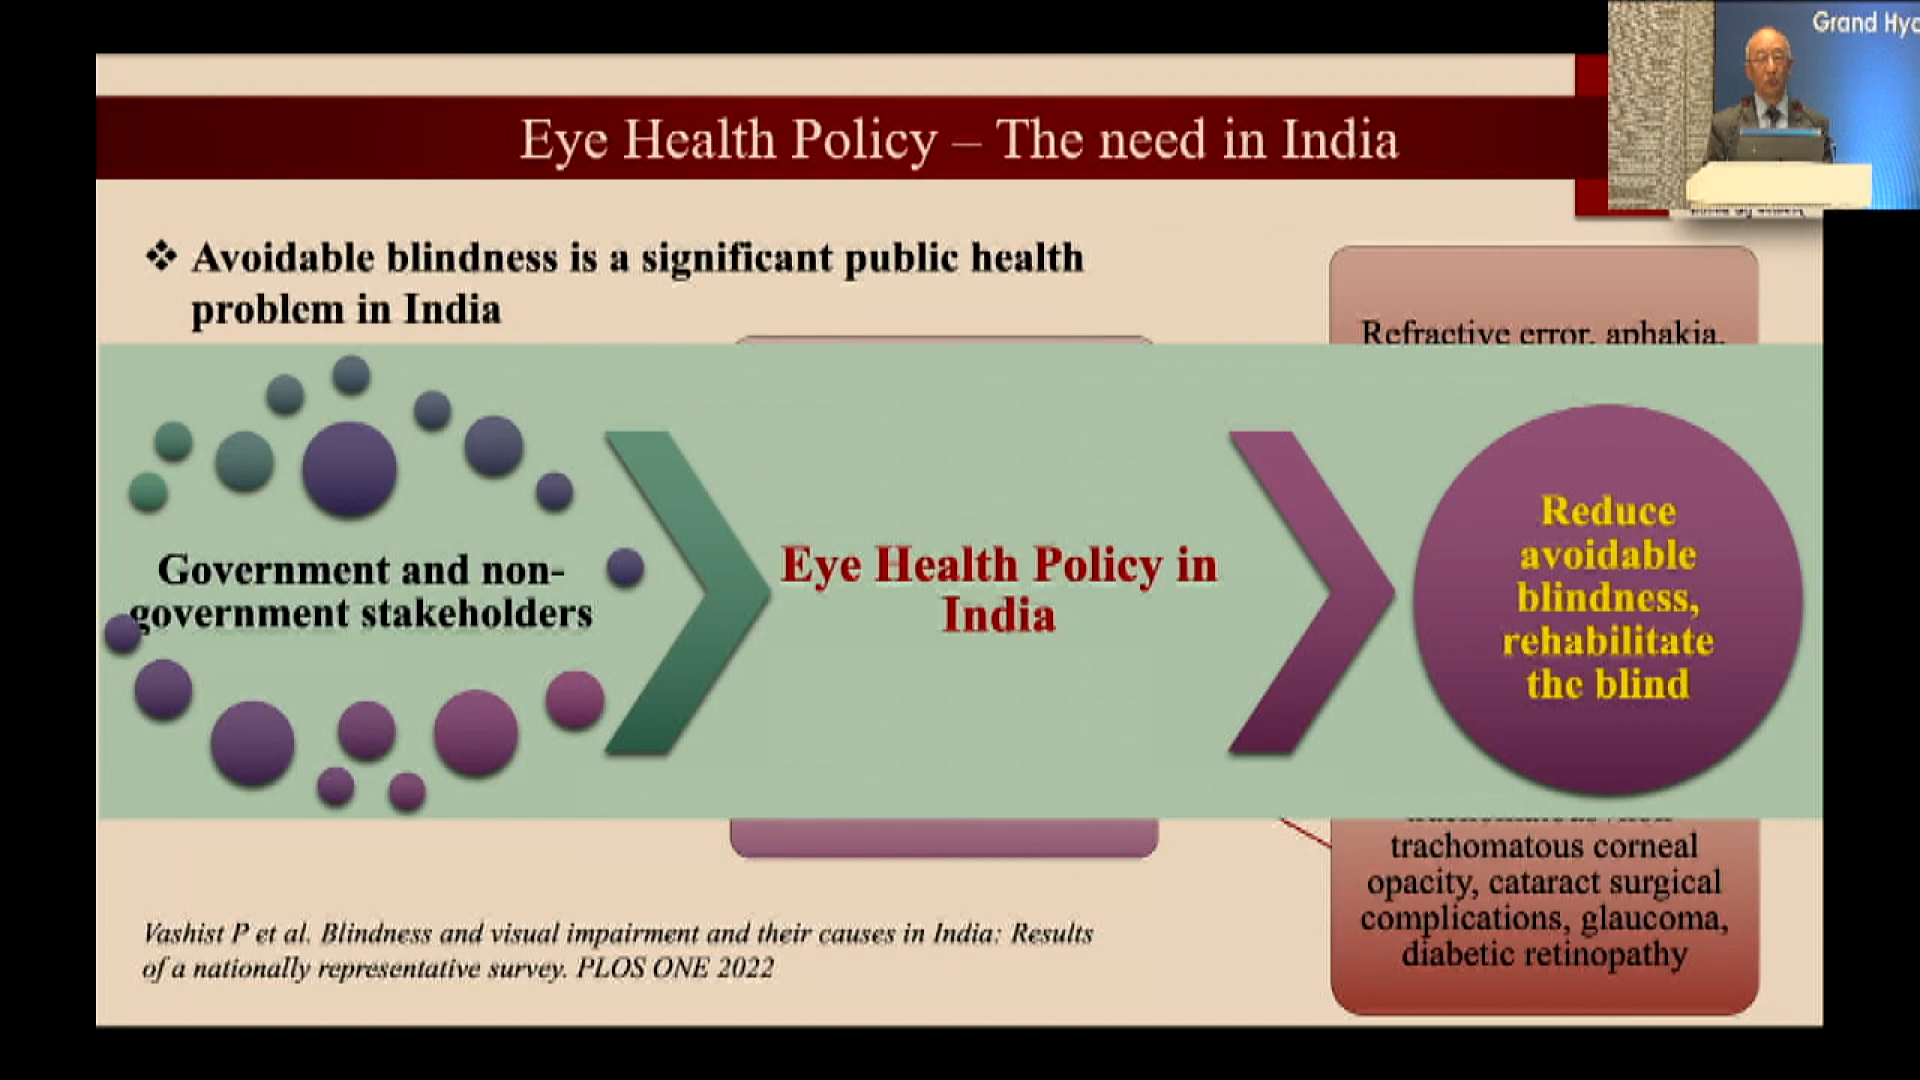 Grand Hyd
Eye Health Policy – The need in India
❖ Avoidable blindness is a significant public health
problem in India
Refractive error, aphakia,
Government and non-
government stakeholders
Eye Health Policy in
India
Reduce
avoidable
blindness,
rehabilitate
the blind
trachomatous corneal
opacity, cataract surgical
complications, glaucoma,
diabetic retinopathy
Vashist P et al. Blindness and visual impairment and their causes in India: Results
of a nationally representative survey. PLOS ONE 2022